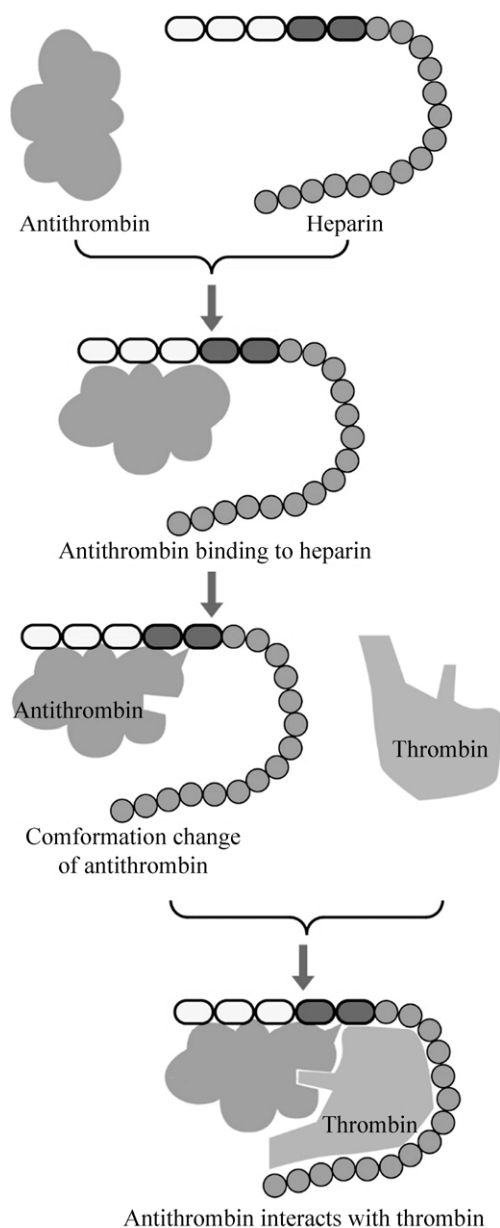 Antithrombin
Heparin
Antithrombin binding to heparin
Antithrombin
Thrombin
Comformation change
of antithrombin
Thrombin
Antithrombin interacts with thrombin